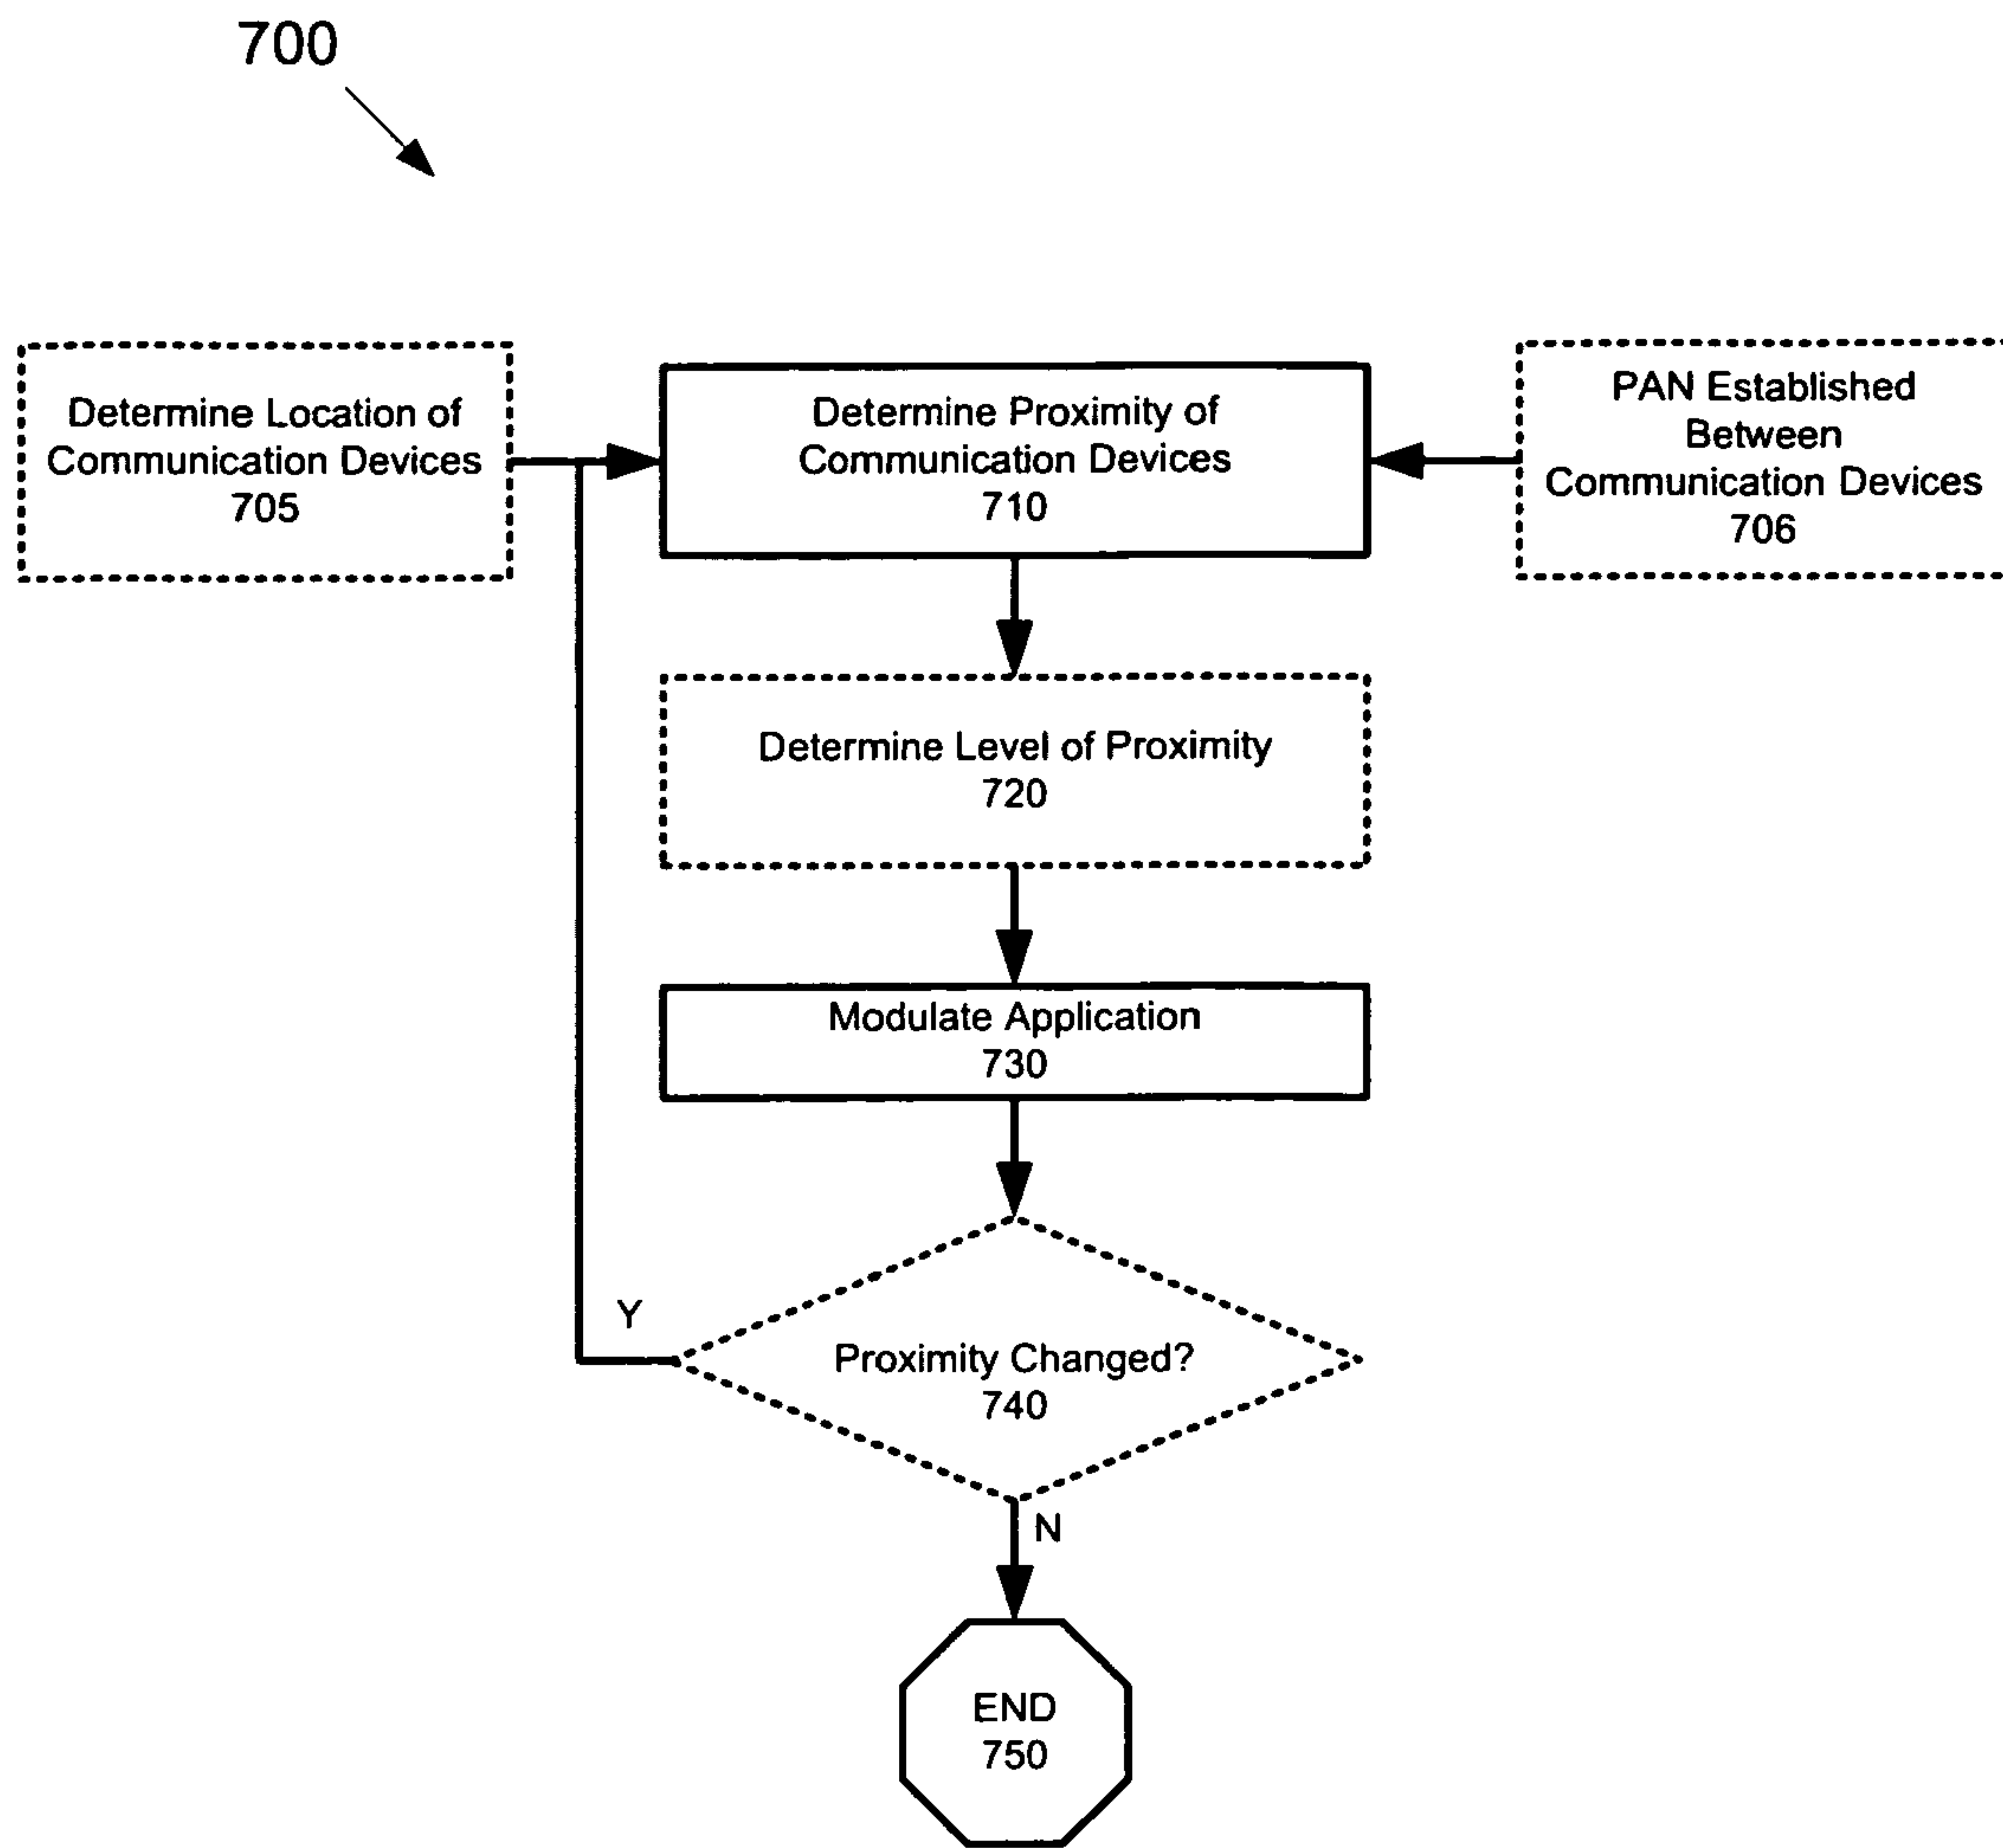 700
Determine Location of
Communication Devices
705
Determine Proximity of
Communication Devices
710
PAN Established
Between
Communication Devices
706
Determine Level of Proximity
720
Modulate Application
730
Y
Proximity Changed?
740
N
END
750